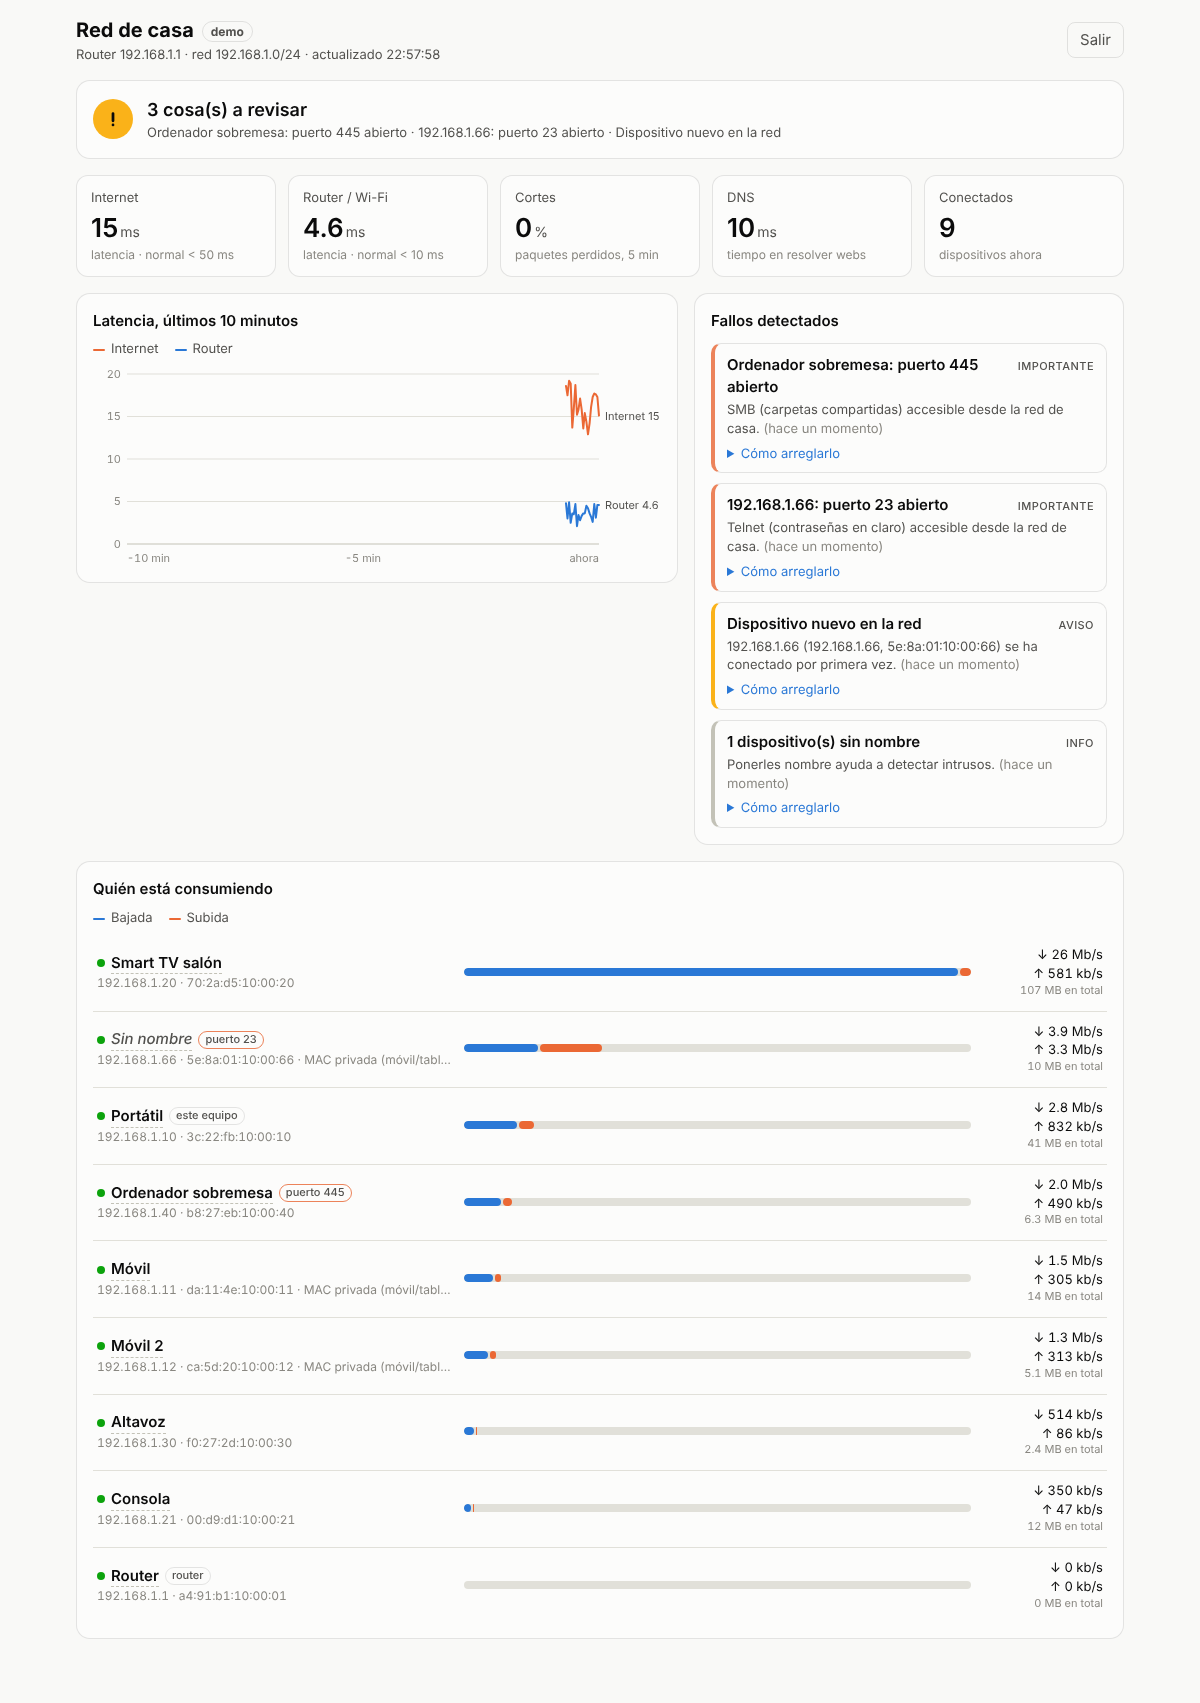 Red de casa demo
Router 192.168.1.1 · red 192.168.1.0/24 · actualizado 22:57:58
Salir
!
3 cosa(s) a revisar
Ordenador sobremesa: puerto 445 abierto · 192.168.1.66: puerto 23 abierto · Dispositivo nuevo en la red
Internet
15 ms
latencia · normal < 50 ms
Router / Wi-Fi
4.6 ms
latencia · normal < 10 ms
Cortes
0 %
paquetes perdidos, 5 min
DNS
10 ms
tiempo en resolver webs
Conectados
9
dispositivos ahora
Latencia, últimos 10 minutos
Internet Router
20
15
10
5
0
Internet 15
Router 4.6
-10 min -5 min ahora
Fallos detectados
Ordenador sobremesa: puerto 445 IMPORTANTE
abierto
SMB (carpetas compartidas) accesible desde la red de
casa. (hace un momento)
▶ Cómo arreglarlo
192.168.1.66: puerto 23 abierto IMPORTANTE
Telnet (contraseñas en claro) accesible desde la red de
casa. (hace un momento)
▶ Cómo arreglarlo
Dispositivo nuevo en la red AVISO
192.168.1.66 (192.168.1.66, 5e:8a:01:10:00:66) se ha
conectado por primera vez. (hace un momento)
▶ Cómo arreglarlo
1 dispositivo(s) sin nombre INFO
Ponerles nombre ayuda a detectar intrusos. (hace un
momento)
▶ Cómo arreglarlo
Quién está consumiendo
Bajada Subida
Smart TV salón
192.168.1.20 · 70:2a:d5:10:00:20
↓ 26 Mb/s
↑ 581 kb/s
107 MB en total
Sin nombre puerto 23
192.168.1.66 · 5e:8a:01:10:00:66 · MAC privada (móvil/tabl...
↓ 3.9 Mb/s
↑ 3.3 Mb/s
10 MB en total
Portátil este equipo
192.168.1.10 · 3c:22:fb:10:00:10
↓ 2.8 Mb/s
↑ 832 kb/s
41 MB en total
Ordenador sobremesa puerto 445
192.168.1.40 · b8:27:eb:10:00:40
↓ 2.0 Mb/s
↑ 490 kb/s
6.3 MB en total
Móvil
192.168.1.11 · da:11:4e:10:00:11 · MAC privada (móvil/tabl...
↓ 1.5 Mb/s
↑ 305 kb/s
14 MB en total
Móvil 2
192.168.1.12 · ca:5d:20:10:00:12 · MAC privada (móvil/tabl...
↓ 1.3 Mb/s
↑ 313 kb/s
5.1 MB en total
Altavoz
192.168.1.30 · f0:27:2d:10:00:30
↓ 514 kb/s
↑ 86 kb/s
2.4 MB en total
Consola
192.168.1.21 · 00:d9:d1:10:00:21
↓ 350 kb/s
↑ 47 kb/s
12 MB en total
Router router
192.168.1.1 · a4:91:b1:10:00:01
↓ 0 kb/s
↑ 0 kb/s
0 MB en total